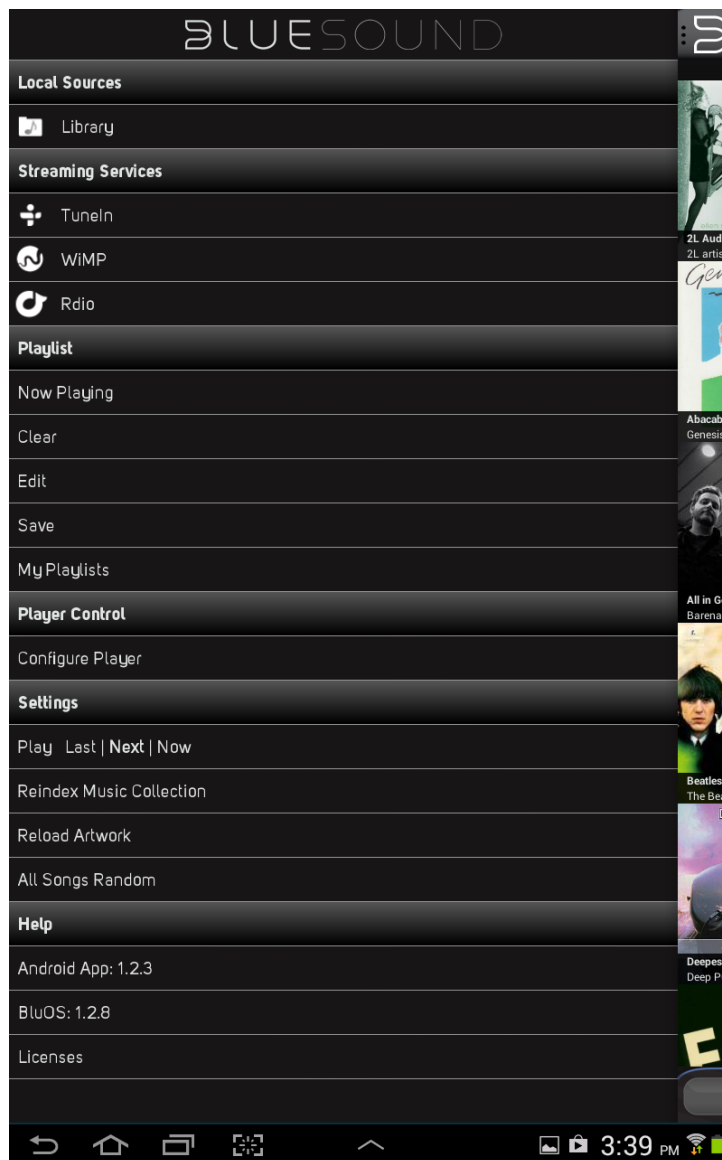 BLUESOUND
Local Sources
Library
Streaming Services
TuneIn
WiMP
Rdio
Playlist
Now Playing
Clear
Edit
Save
My Playlists
Player Control
Configure Player
Settings
Play Last | Next | Now
Reindex Music Collection
Reload Artwork
All Songs Random
Help
Android App: 1.2.3
BluOS: 1.2.8
Licenses
2L Aud
2L artis
Gen
Abacab
Genesis
All in G
Barena
Beatles
The Bea
Deepes
Deep P
3:39 PM